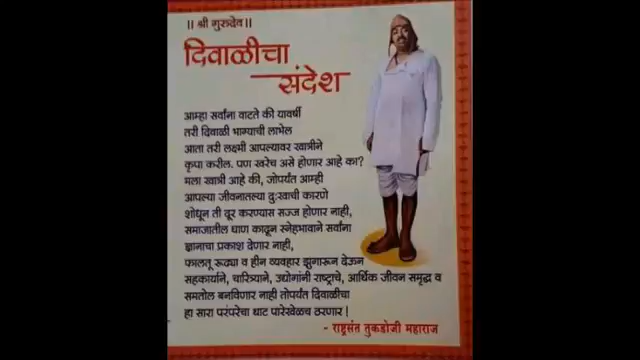 || श्री गुरुदेव ||
दिवाळीचा
संदेश
आम्हा सर्वांना वाटते की यावर्षी
तरी दिवाळी भाग्याची लाभेल
आता तरी लक्ष्मी आपल्यावर खात्रीने
कृपा करील. पण खरेच असे होणार आहे का?
मला खात्री आहे की, जोपर्यंत आम्ही
आपल्या जीवनातल्या दुःखाची कारणे
शोधून ती दूर करण्यास सज्ज होणार नाही,
समाजातील घाण काढून स्नेहभावाने सर्वांना
ज्ञानाचा प्रकाश देणार नाही,
फालतू रूढ्या व हीन व्यवहार झुगारून देऊन
सहकार्याने, चारित्र्याने, उद्योगांनी राष्ट्राचे, आर्थिक जीवन समृद्ध व
समतोल बनविणार नाही तोपर्यंत दिवाळीचा
हा सारा परंपरेचा थाट पोरखेळच ठरणार !
- राष्ट्रसंत तुकडोजी महाराज